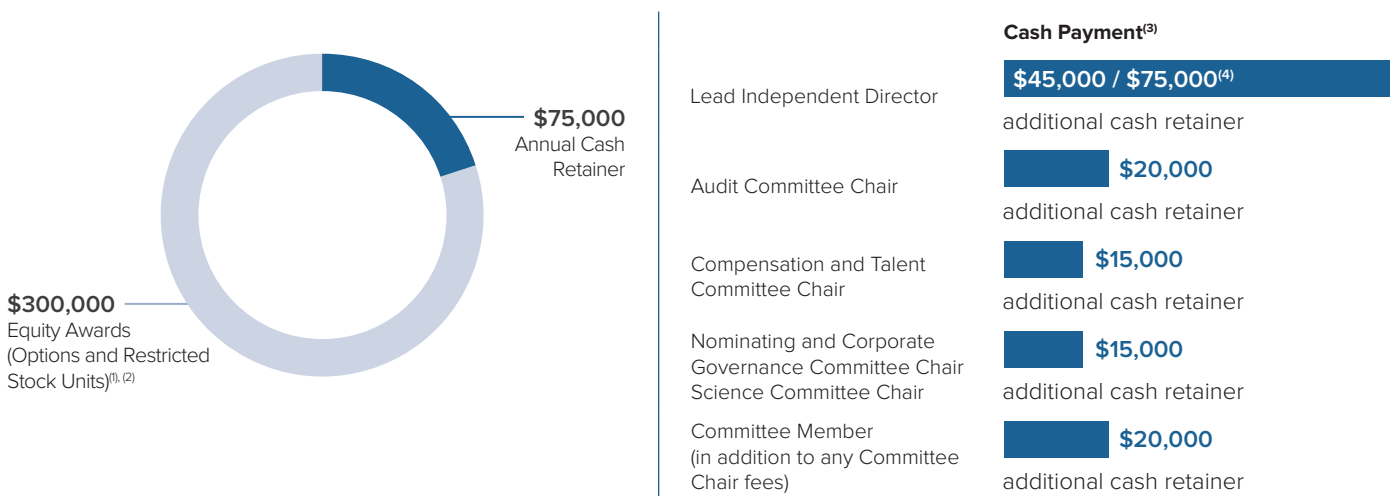 $75,000
Annual Cash
Retainer
$300,000
Equity Awards
(Options and Restricted
Stock Units)(1), (2)
Cash Payment(3)
Lead Independent Director
$45,000 / $75,000(4)
additional cash retainer
Audit Committee Chair
$20,000
additional cash retainer
Compensation and Talent
Committee Chair
$15,000
additional cash retainer
Nominating and Corporate
Governance Committee Chair
Science Committee Chair
$15,000
additional cash retainer
Committee Member
(in addition to any Committee
Chair fees)
$20,000
additional cash retainer